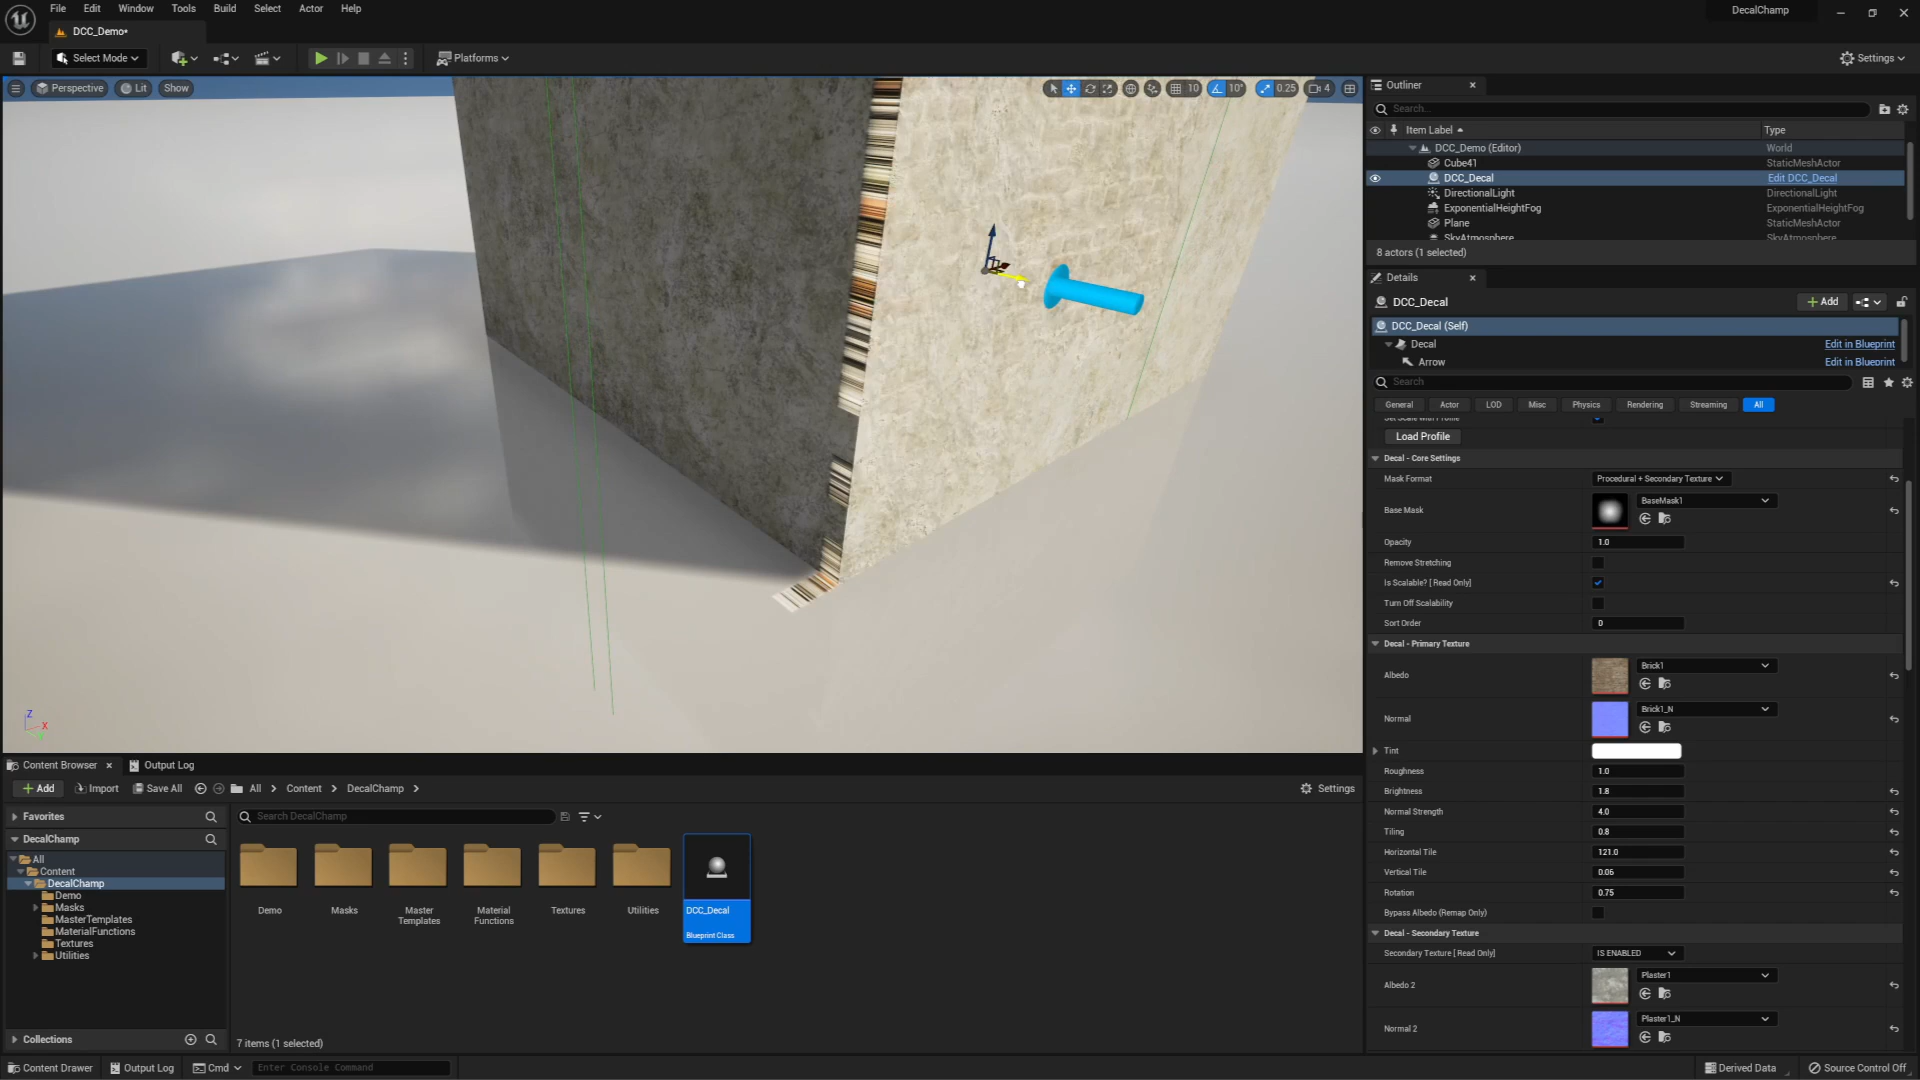 File Edit Window Tools Build Select Actor Help
DecalChamp
DCC_Demo*
Select Mode
Platforms
Settings
Perspective
Lit
Show
10
10°
0.25
4
Z
X
Outliner
Search...
Item Label
Type
DCC_Demo (Editor)
World
Cube41
StaticMeshActor
DCC_Decal
Edit DCC_Decal
DirectionalLight
DirectionalLight
ExponentialHeightFog
ExponentialHeightFog
Plane
StaticMeshActor
SkyAtmosphere
SkyAtmosphere
8 actors (1 selected)
Details
DCC_Decal
+ Add
DCC_Decal (Self)
Decal
Edit in Blueprint
Arrow
Edit in Blueprint
Search
General
Actor
LOD
Misc
Physics
Rendering
Streaming
All
Set Scale with Profile
Load Profile
Decal - Core Settings
Mask Format
Procedural + Secondary Texture
Base Mask
BaseMask1
Opacity
1.0
Remove Stretching
Is Scalable? [ Read Only]
Turn Off Scalability
Sort Order
0
Decal - Primary Texture
Albedo
Brick1
Normal
Brick1_N
Tint
Roughness
1.0
Brightness
1.8
Normal Strength
4.0
Tiling
0.8
Horizontal Tile
121.0
Vertical Tile
0.06
Rotation
0.75
Bypass Albedo (Remap Only)
Decal - Secondary Texture
Secondary Texture [ Read Only]
IS ENABLED
Albedo 2
Plaster1
Normal 2
Plaster1_N
Content Browser
Output Log
+ Add
Import
Save All
All > Content > DecalChamp >
Settings
Favorites
DecalChamp
All
Content
DecalChamp
Demo
Masks
MasterTemplates
MaterialFunctions
Textures
Utilities
Collections
Search DecalChamp
Demo
Masks
Master
Templates
Material
Functions
Textures
Utilities
DCC_Decal
Blueprint Class
7 items (1 selected)
Content Drawer
Output Log
Cmd
Enter Console Command
Derived Data
Source Control Off